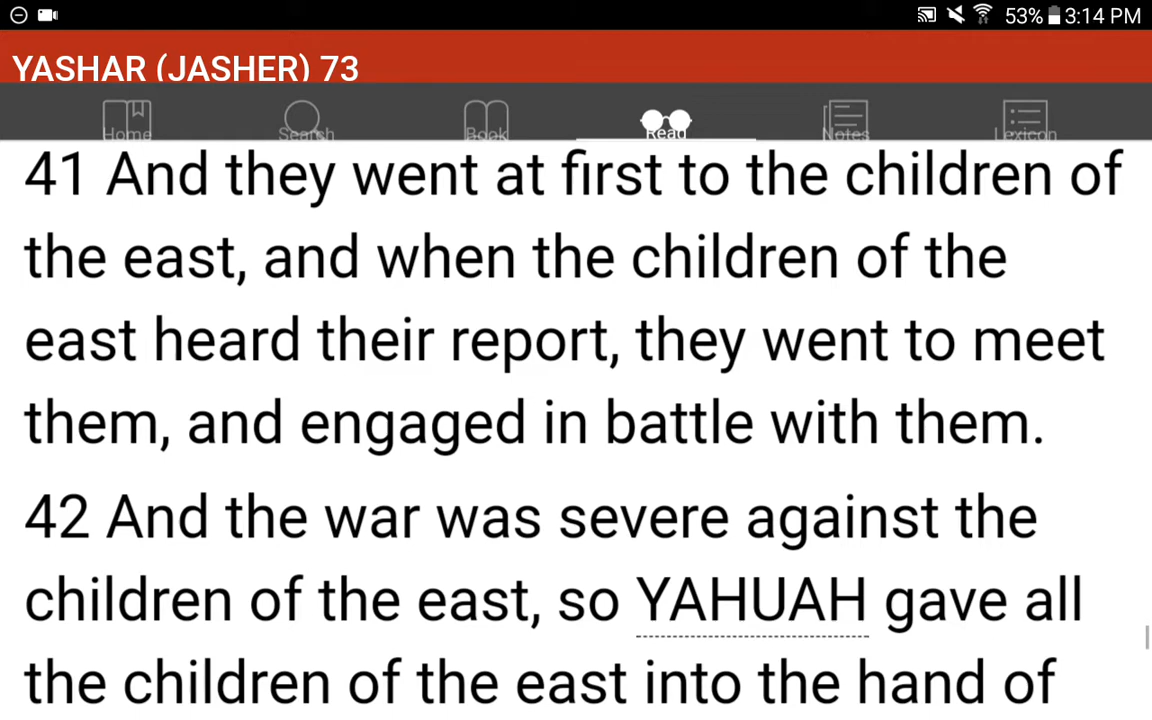 53% 3:14 PM
YASHAR (JASHER) 73
Home Search Book Read Notes Lexicon
41 And they went at first to the children of
the east, and when the children of the
east heard their report, they went to meet
them, and engaged in battle with them.
42 And the war was severe against the
children of the east, so YAHUAH gave all
the children of the east into the hand of